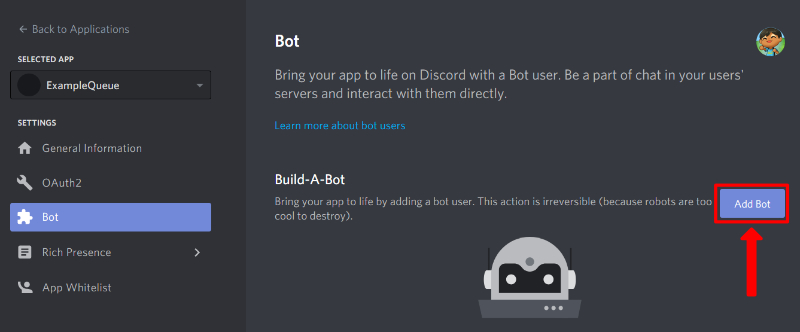 ← Back to Applications
SELECTED APP
ExampleQueue
SETTINGS
General Information
OAuth2
Bot
Rich Presence
App Whitelist
Bot
Bring your app to life on Discord with a Bot user. Be a part of chat in your users'
servers and interact with them directly.
Learn more about bot users
Build-A-Bot
Bring your app to life by adding a bot user. This action is irreversible (because robots are too
cool to destroy).
Add Bot